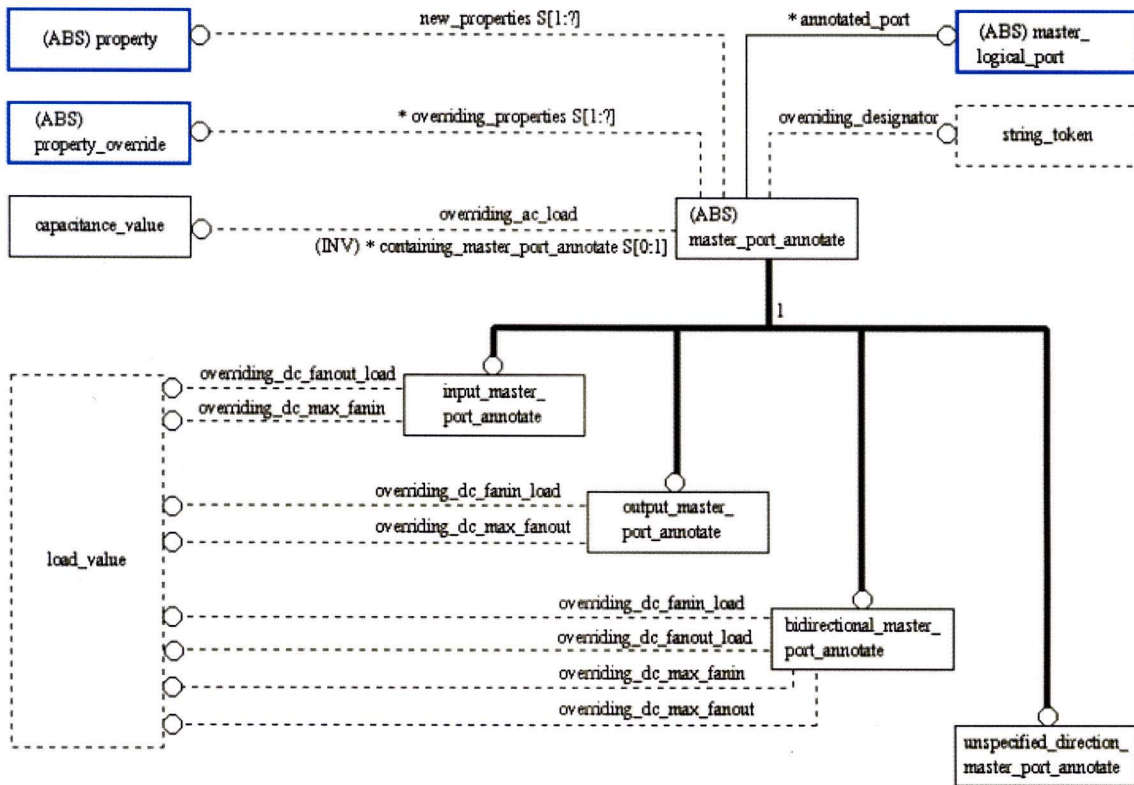 new_properties S[1:?]
* annotated_port
(ABS) property
(ABS) master_
logical_port
(ABS)
property_override
* overriding_properties S[1:?]
overriding_designator
string_token
capacitance_value
overriding_ac_load
(INV) * containing_master_port_annotate S[0:1]
(ABS)
master_port_annotate
1
overriding_dc_fanout_load
overriding_dc_max_fanin
input_master_
port_annotate
overriding_dc_fanin_load
overriding_dc_max_fanout
output_master_
port_annotate
load_value
overriding_dc_fanin_load
overriding_dc_fanout_load
overriding_dc_max_fanin
overriding_dc_max_fanout
bidirectional_master_
port_annotate
unspecified_direction_
master_port_annotate